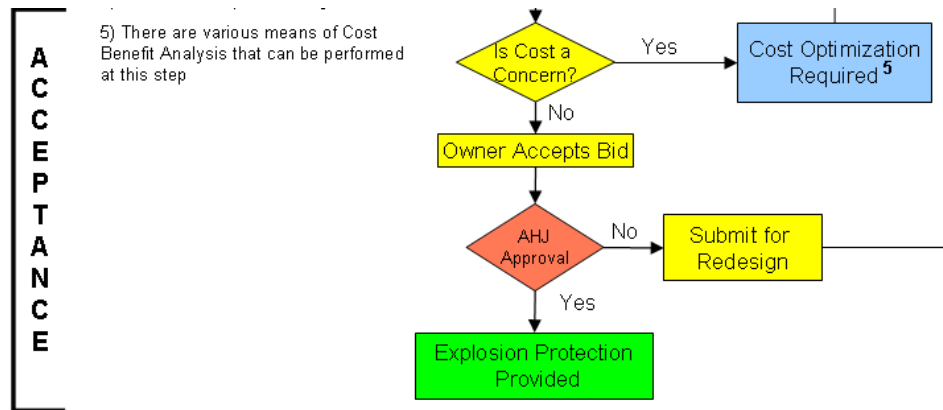 ACCEPTANCE
5) There are various means of Cost
Benefit Analysis that can be performed
at this step
Is Cost a
Concern?
Yes
Cost Optimization
Required 5
No
Owner Accepts Bid
AHJ
Approval
No
Submit for
Redesign
Yes
Explosion Protection
Provided